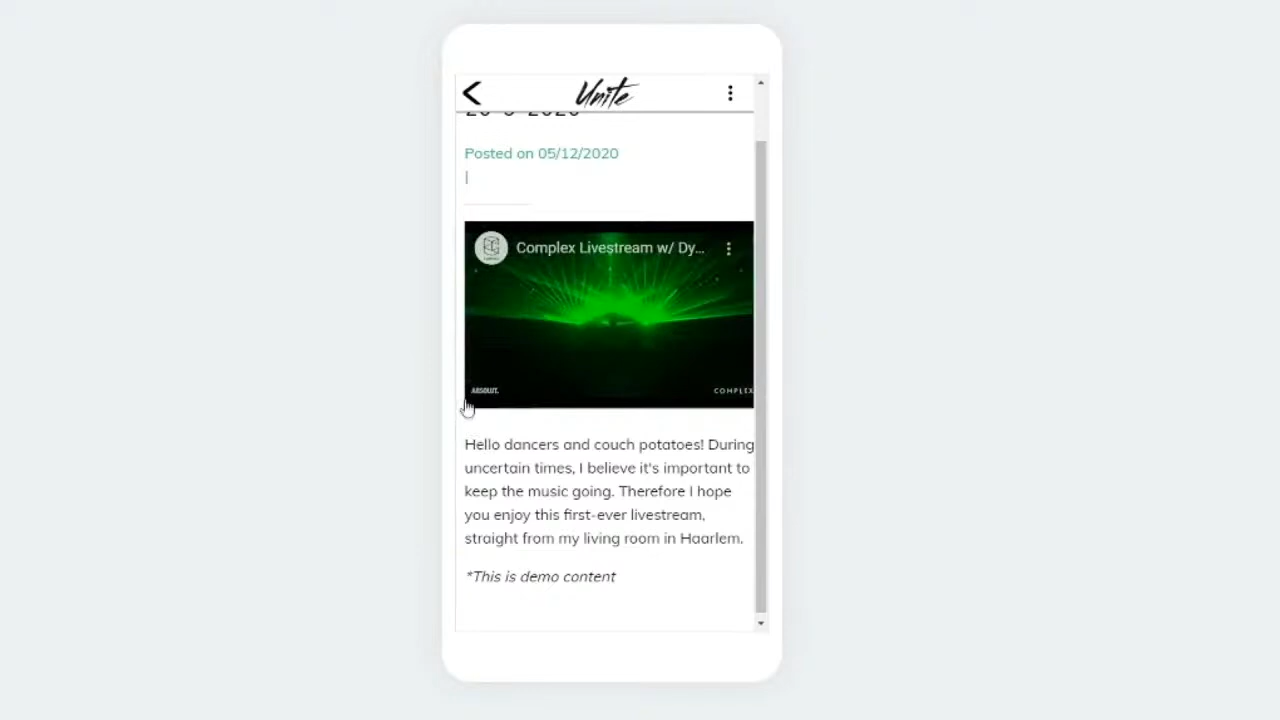 Unite
Posted on 05/12/2020
|
Complex Livestream w/ Dy...
ABSOLUT.
COMPLEX
Hello dancers and couch potatoes! During
uncertain times, I believe it's important to
keep the music going. Therefore I hope
you enjoy this first-ever livestream,
straight from my living room in Haarlem.
*This is demo content